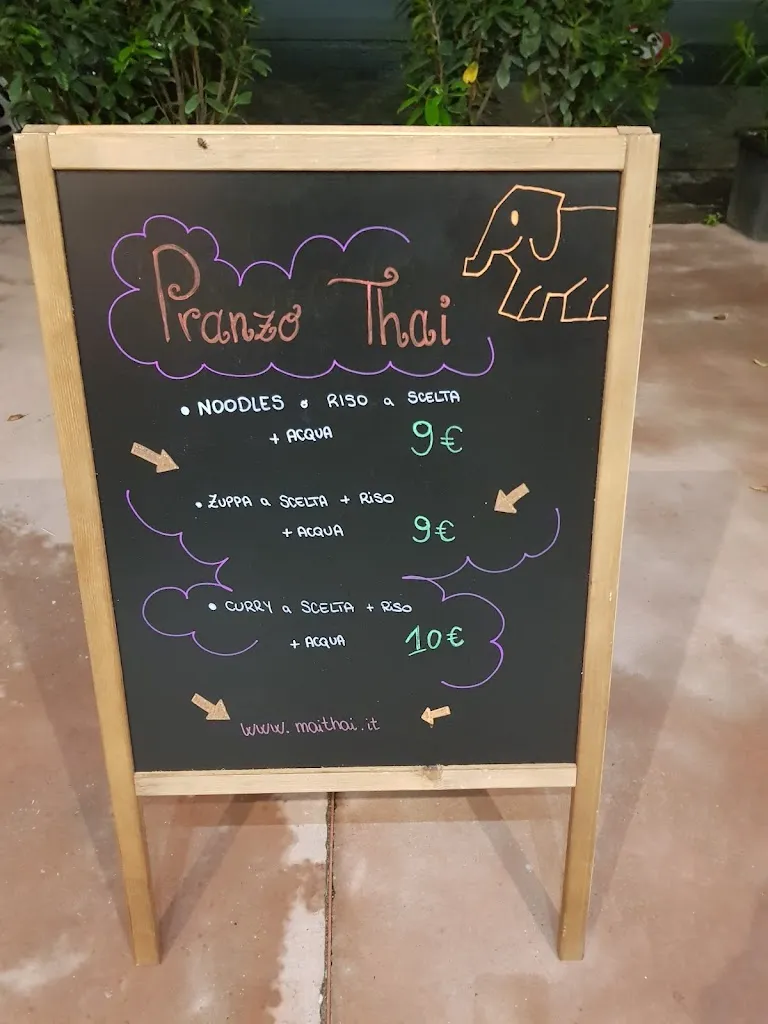 Pranzo Thai
• NOODLES o RISO a SCELTA
+ ACQUA 9€
• ZUPPA a SCELTA + RISO
+ ACQUA 9€
• CURRY a SCELTA + RISO
+ ACQUA 10€
www.maithai.it